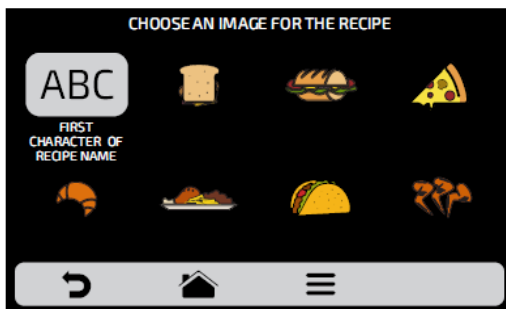 CHOOSE AN IMAGE FOR THE RECIPE
ABC
FIRST
CHARACTER OF
RECIPE NAME